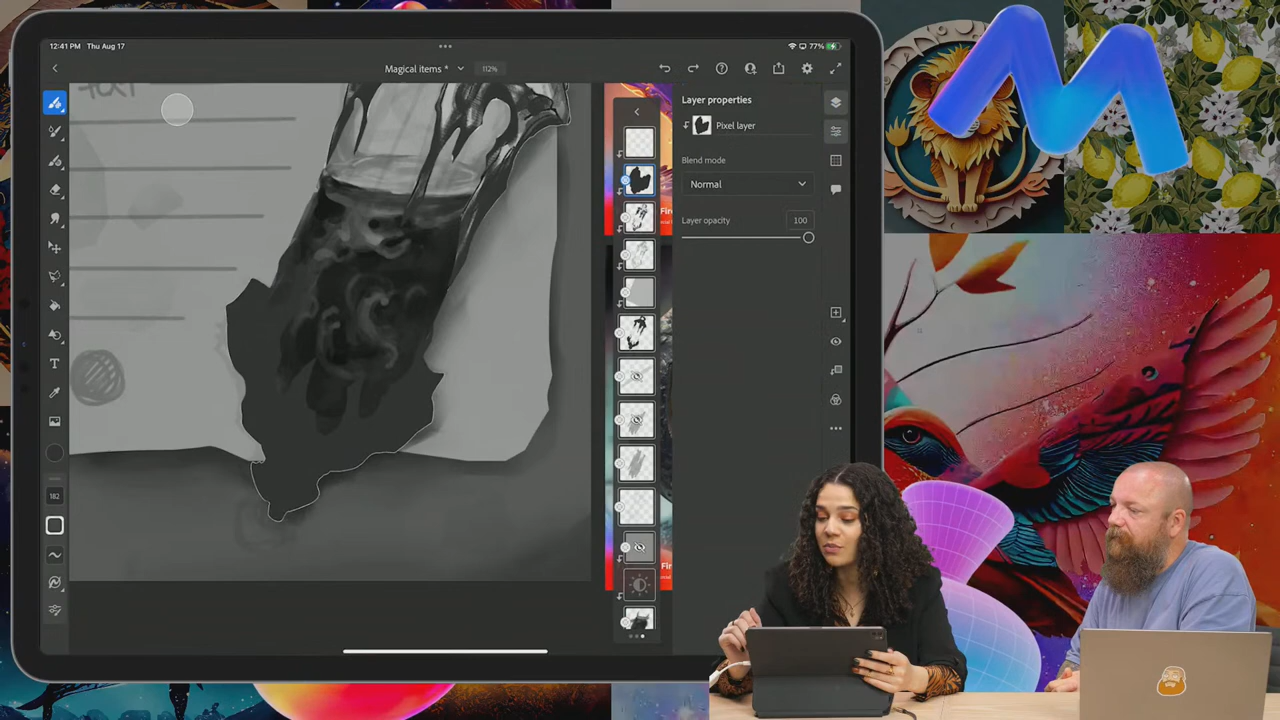 12:41 PM Thu Aug 17
77%
Magical items *
112%
Layer properties
Pixel layer
Blend mode
Normal
Layer opacity
100
T
182
Fire